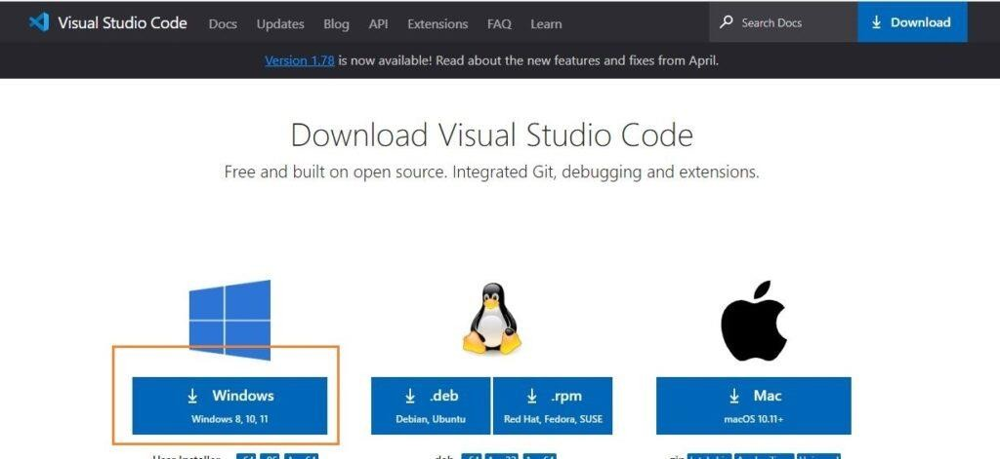 Visual Studio Code Docs Updates Blog API Extensions FAQ Learn Search Docs Download
Version 1.78 is now available! Read about the new features and fixes from April.
Download Visual Studio Code
Free and built on open source. Integrated Git, debugging and extensions.
Windows
Windows 8, 10, 11
.deb
Debian, Ubuntu
.rpm
Red Hat, Fedora, SUSE
Mac
macOS 10.11+